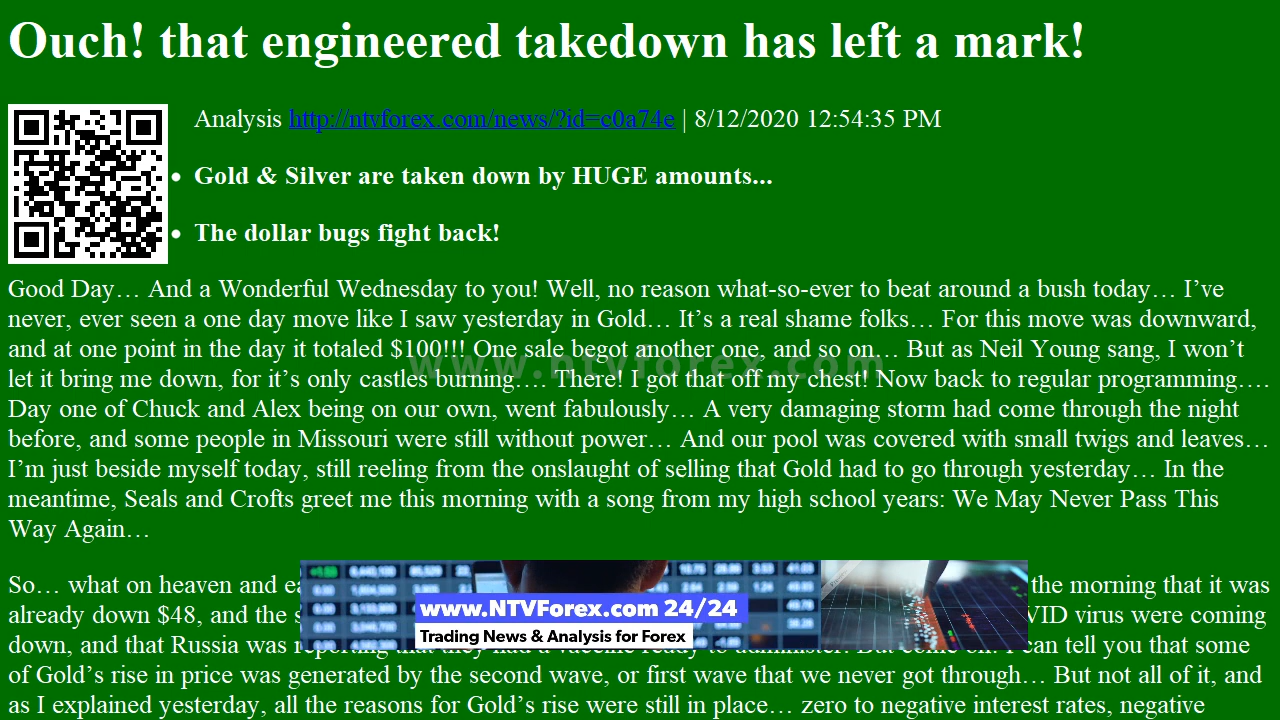 Ouch! that engineered takedown has left a mark!
Analysis http://ntvforex.com/news/?id=c0a74e | 8/12/2020 12:54:35 PM
• Gold & Silver are taken down by HUGE amounts...
• The dollar bugs fight back!
Good Day… And a Wonderful Wednesday to you! Well, no reason what-so-ever to beat around a bush today… I’ve
never, ever seen a one day move like I saw yesterday in Gold… It’s a real shame folks… For this move was downward,
and at one point in the day it totaled $100!!! One sale begot another one, and so on… But as Neil Young sang, I won’t
www.ntvforex.com
let it bring me down, for it’s only castles burning…. There! I got that off my chest! Now back to regular programming….
Day one of Chuck and Alex being on our own, went fabulously… A very damaging storm had come through the night
before, and some people in Missouri were still without power… And our pool was covered with small twigs and leaves…
I’m just beside myself today, still reeling from the onslaught of selling that Gold had to go through yesterday… In the
meantime, Seals and Crofts greet me this morning with a song from my high school years: We May Never Pass This
Way Again…
So… what on heaven and the morning that it was
already down $48, and the VID virus were coming
www.NTVForex.com 24/24
Trading News & Analysis for Forex
down, and that Russia was reporting that they had a vaccine ready to administer. But come on! I can tell you that some
of Gold’s rise in price was generated by the second wave, or first wave that we never got through… But not all of it, and
as I explained yesterday, all the reasons for Gold’s rise were still in place… zero to negative interest rates, negative